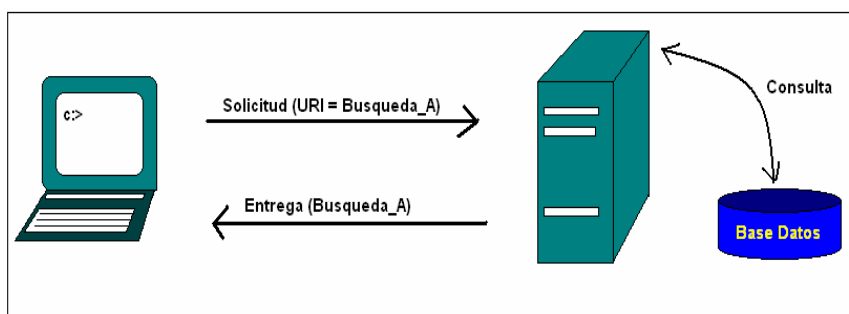 c:>
Solicitud (URI = Busqueda_A)
Consulta
Entrega (Busqueda_A)
Base Datos